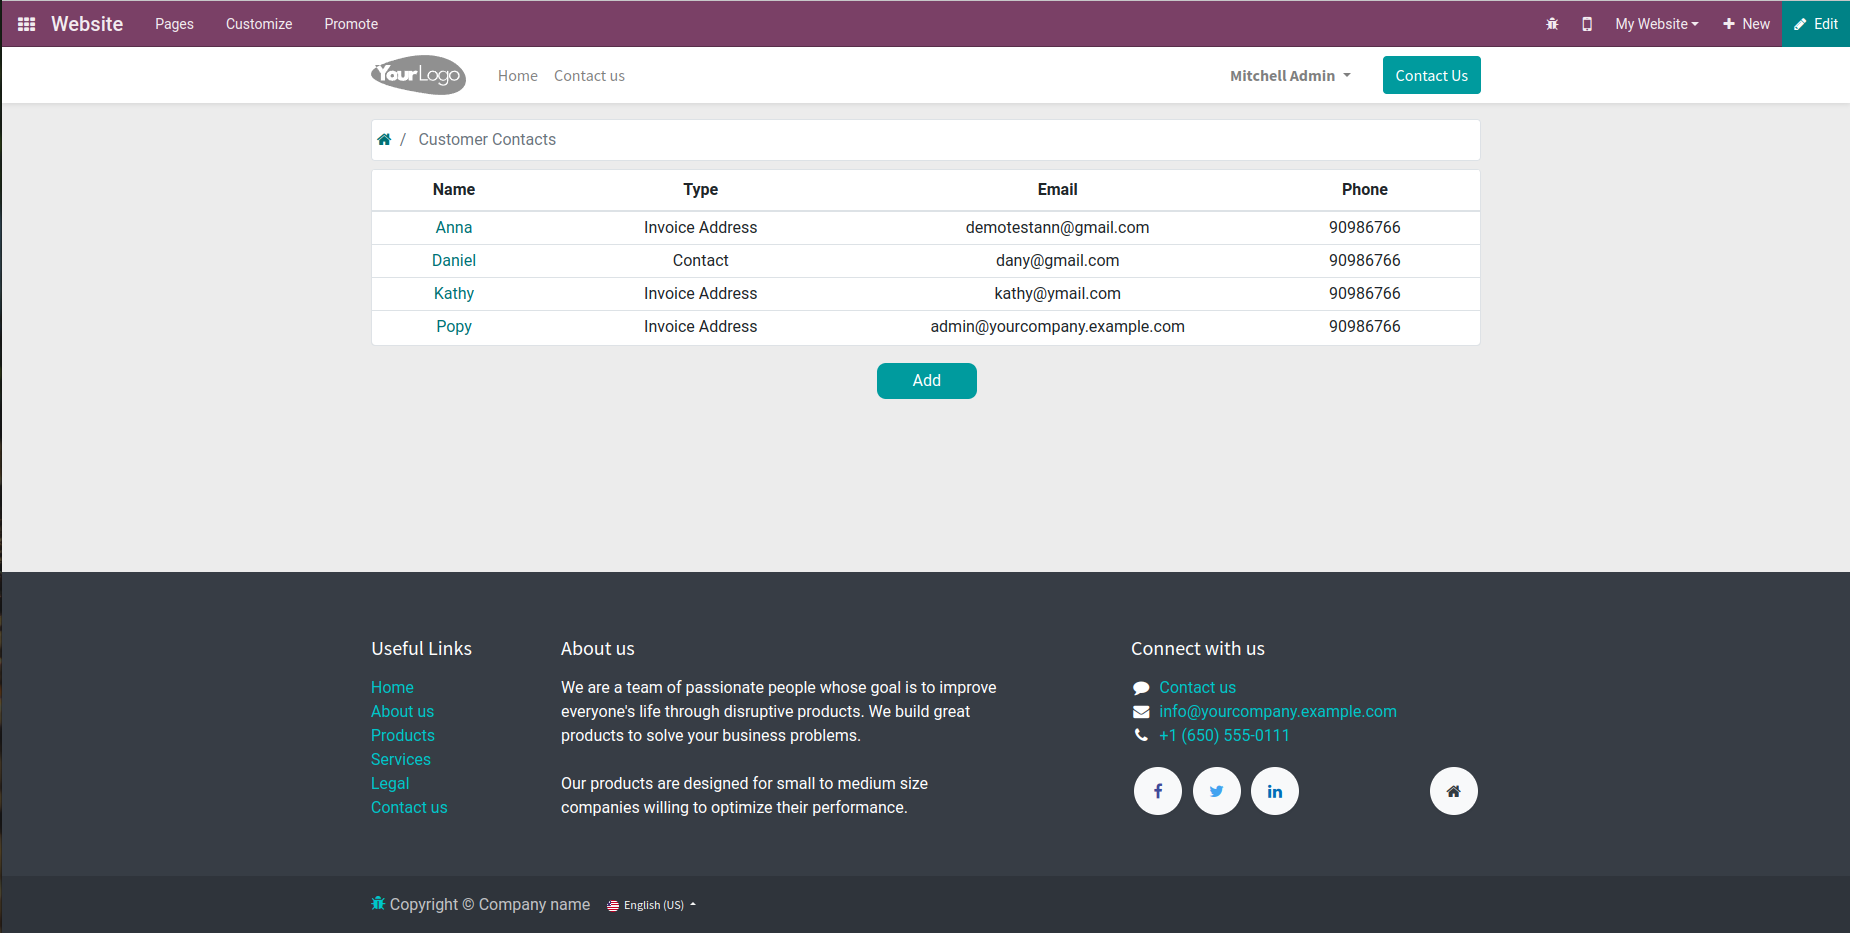 Website Pages Customize Promote My Website New Edit
YourLogo Home Contact us Mitchell Admin Contact Us
/ Customer Contacts
Name Type Email Phone
Anna Invoice Address demotestann@gmail.com 90986766
Daniel Contact dany@gmail.com 90986766
Kathy Invoice Address kathy@ymail.com 90986766
Popy Invoice Address admin@yourcompany.example.com 90986766
Add
Useful Links
Home
About us
Products
Services
Legal
Contact us
About us
We are a team of passionate people whose goal is to improve
everyone's life through disruptive products. We build great
products to solve your business problems.
Our products are designed for small to medium size
companies willing to optimize their performance.
Connect with us
Contact us
info@yourcompany.example.com
+1 (650) 555-0111
Copyright © Company name English (US)